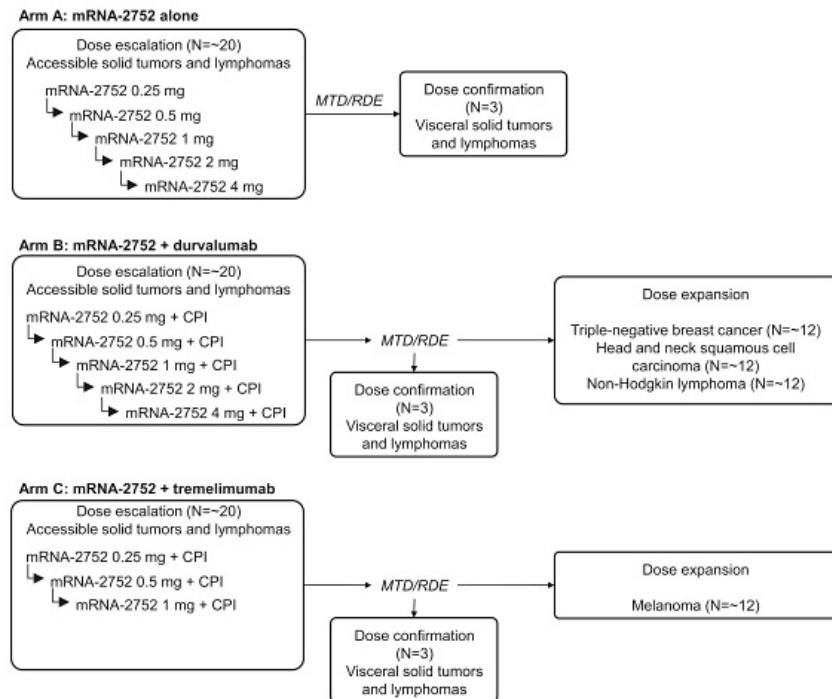 Arm A: mRNA-2752 alone
Dose escalation (N=~20)
Accessible solid tumors and lymphomas
mRNA-2752 0.25 mg
mRNA-2752 0.5 mg
mRNA-2752 1 mg
mRNA-2752 2 mg
mRNA-2752 4 mg
MTD/RDE
Dose confirmation
(N=3)
Visceral solid tumors
and lymphomas
Arm B: mRNA-2752 + durvalumab
Dose escalation (N=~20)
Accessible solid tumors and lymphomas
mRNA-2752 0.25 mg + CPI
mRNA-2752 0.5 mg + CPI
mRNA-2752 1 mg + CPI
mRNA-2752 2 mg + CPI
mRNA-2752 4 mg + CPI
MTD/RDE
Dose confirmation
(N=3)
Visceral solid tumors
and lymphomas
Dose expansion
Triple-negative breast cancer (N=~12)
Head and neck squamous cell
carcinoma (N=~12)
Non-Hodgkin lymphoma (N=~12)
Arm C: mRNA-2752 + tremelimumab
Dose escalation (N=~20)
Accessible solid tumors and lymphomas
mRNA-2752 0.25 mg + CPI
mRNA-2752 0.5 mg + CPI
mRNA-2752 1 mg + CPI
MTD/RDE
Dose confirmation
(N=3)
Visceral solid tumors
and lymphomas
Dose expansion
Melanoma (N=~12)